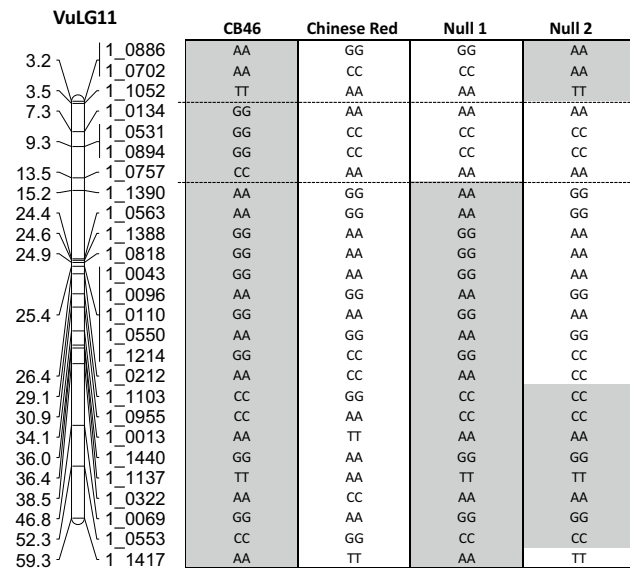 VuLG11
CB46 Chinese Red Null 1 Null 2
3.2 1_0886 AA GG GG AA
1_0702 AA CC CC AA
3.5 1_1052 TT AA AA TT
7.3 1_0134 GG AA AA AA
9.3 1_0531 GG CC CC CC
1_0894 GG CC CC CC
13.5 1_0757 CC AA AA AA
15.2 1_1390 AA GG AA GG
24.4 1_0563 AA GG AA GG
24.6 1_1388 GG AA GG AA
24.9 1_0818 GG AA GG AA
1_0043 GG AA GG AA
1_0096 AA GG AA GG
25.4 1_0110 GG AA GG AA
1_0550 AA GG AA GG
1_1214 GG CC GG CC
26.4 1_0212 AA CC AA CC
29.1 1_1103 CC GG CC CC
30.9 1_0955 CC AA CC CC
34.1 1_0013 AA TT AA AA
36.0 1_1440 GG AA GG GG
36.4 1_1137 TT AA TT TT
38.5 1_0322 AA CC AA AA
46.8 1_0069 GG AA GG GG
52.3 1_0553 CC GG CC CC
59.3 1_1417 AA TT AA TT